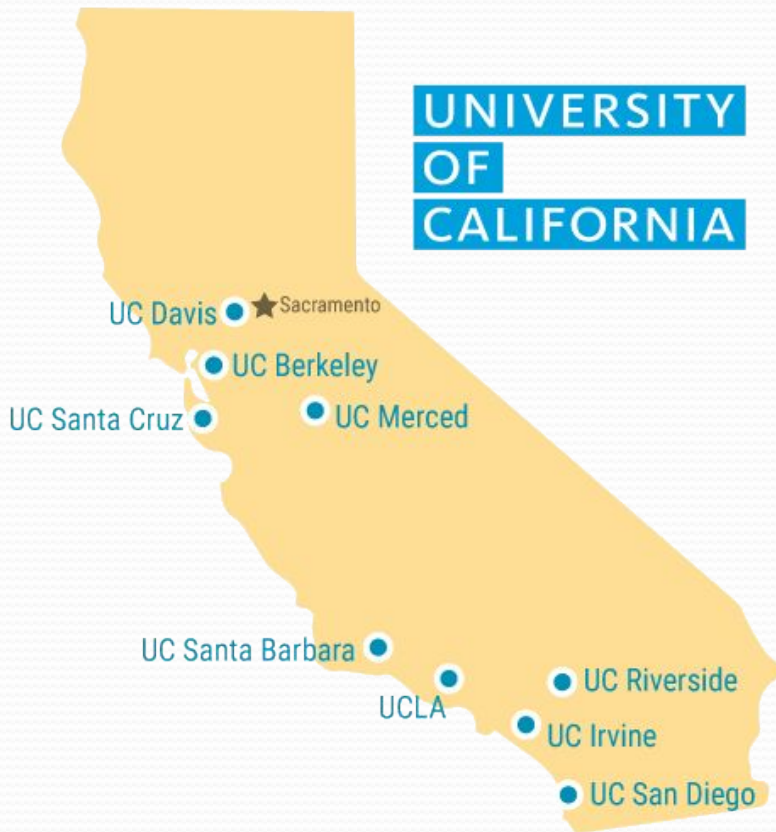 UNIVERSITY
OF
CALIFORNIA
UC Davis
Sacramento
UC Berkeley
UC Santa Cruz
UC Merced
UC Santa Barbara
UCLA
UC Riverside
UC Irvine
UC San Diego